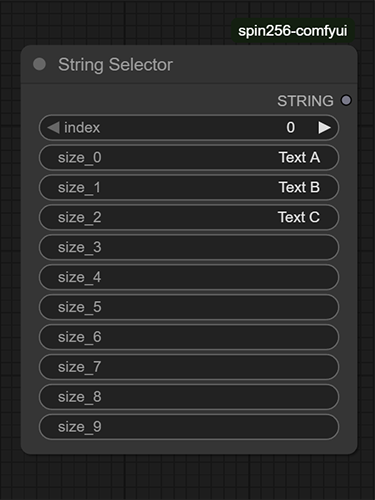 spin256-comfyui
String Selector
STRING
index 0
size_0 Text A
size_1 Text B
size_2 Text C
size_3
size_4
size_5
size_6
size_7
size_8
size_9